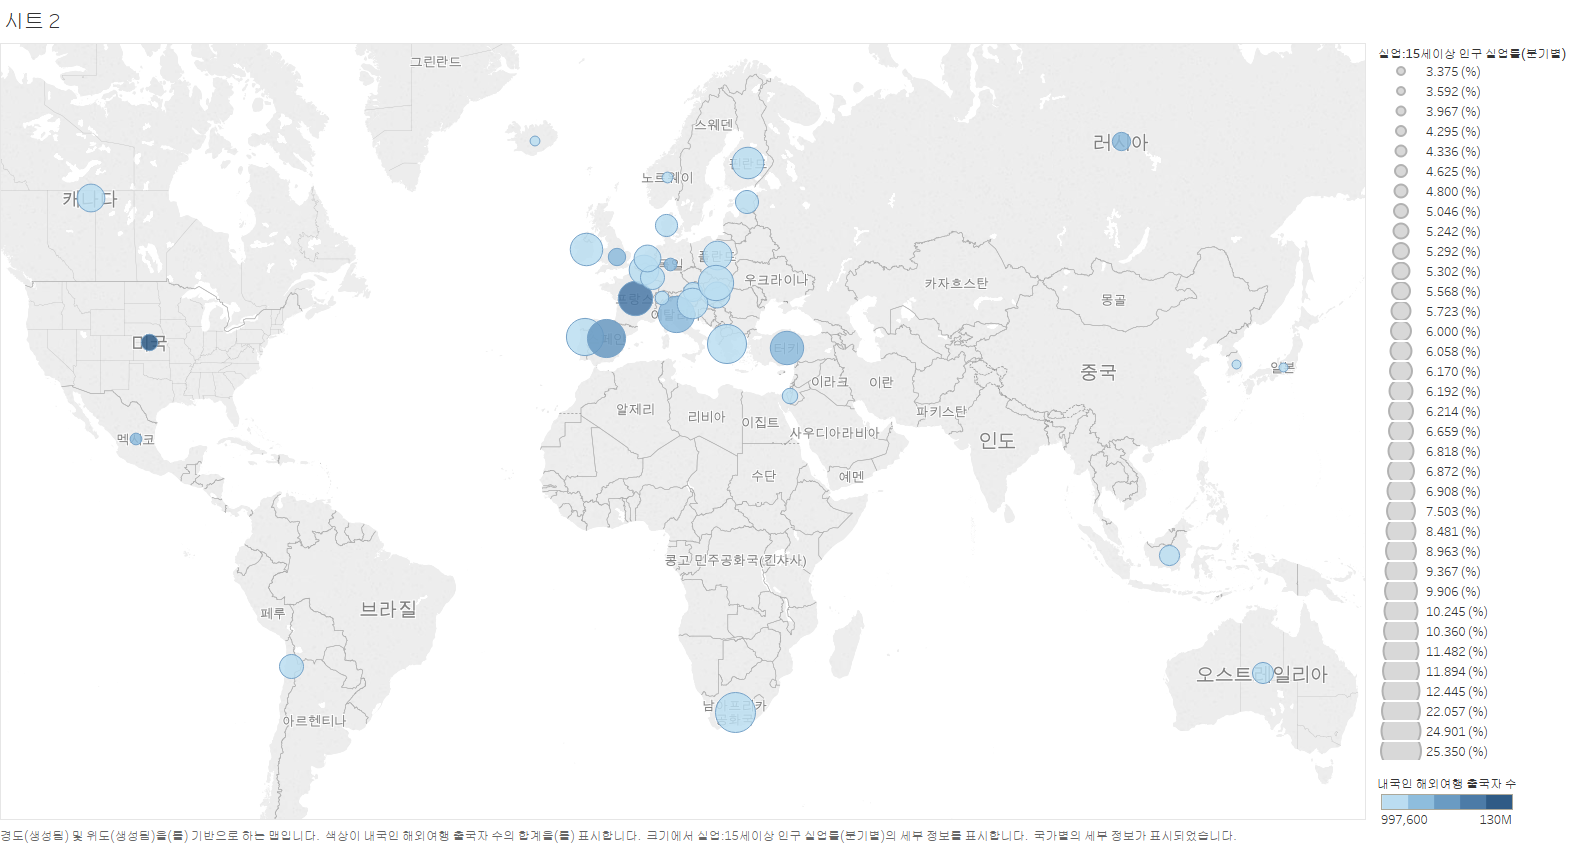 시트 2
그린란드
스웨덴
러시아
핀란드
노르웨이
캐나다
폴란드
독일
우크라이나
카자흐스탄
몽골
프랑스
이탈리아
미국
스페인
터키
일본
중국
이라크
이란
멕시코
알제리
리비아
이집트
파키스탄
사우디아라비아
인도
수단
예멘
콩고 민주공화국(킨샤사)
페루
브라질
오스트레일리아
남아프리카
공화국
아르헨티나
실업:15세이상 인구 실업률(분기별)
3.375 (%)
3.592 (%)
3.967 (%)
4.295 (%)
4.336 (%)
4.625 (%)
4.800 (%)
5.046 (%)
5.242 (%)
5.292 (%)
5.302 (%)
5.568 (%)
5.723 (%)
6.000 (%)
6.058 (%)
6.170 (%)
6.192 (%)
6.214 (%)
6.659 (%)
6.818 (%)
6.872 (%)
6.908 (%)
7.503 (%)
8.481 (%)
8.963 (%)
9.367 (%)
9.906 (%)
10.245 (%)
10.360 (%)
11.482 (%)
11.894 (%)
12.445 (%)
22.057 (%)
24.901 (%)
25.350 (%)
내국인 해외여행 출국자 수
997,600 130M
경도(생성됨) 및 위도(생성됨)을(를) 기반으로 하는 맵입니다. 색상이 내국인 해외여행 출국자 수의 합계을(를) 표시합니다. 크기에서 실업:15세이상 인구 실업률(분기별)의 세부 정보를 표시합니다. 국가별의 세부 정보가 표시되었습니다.